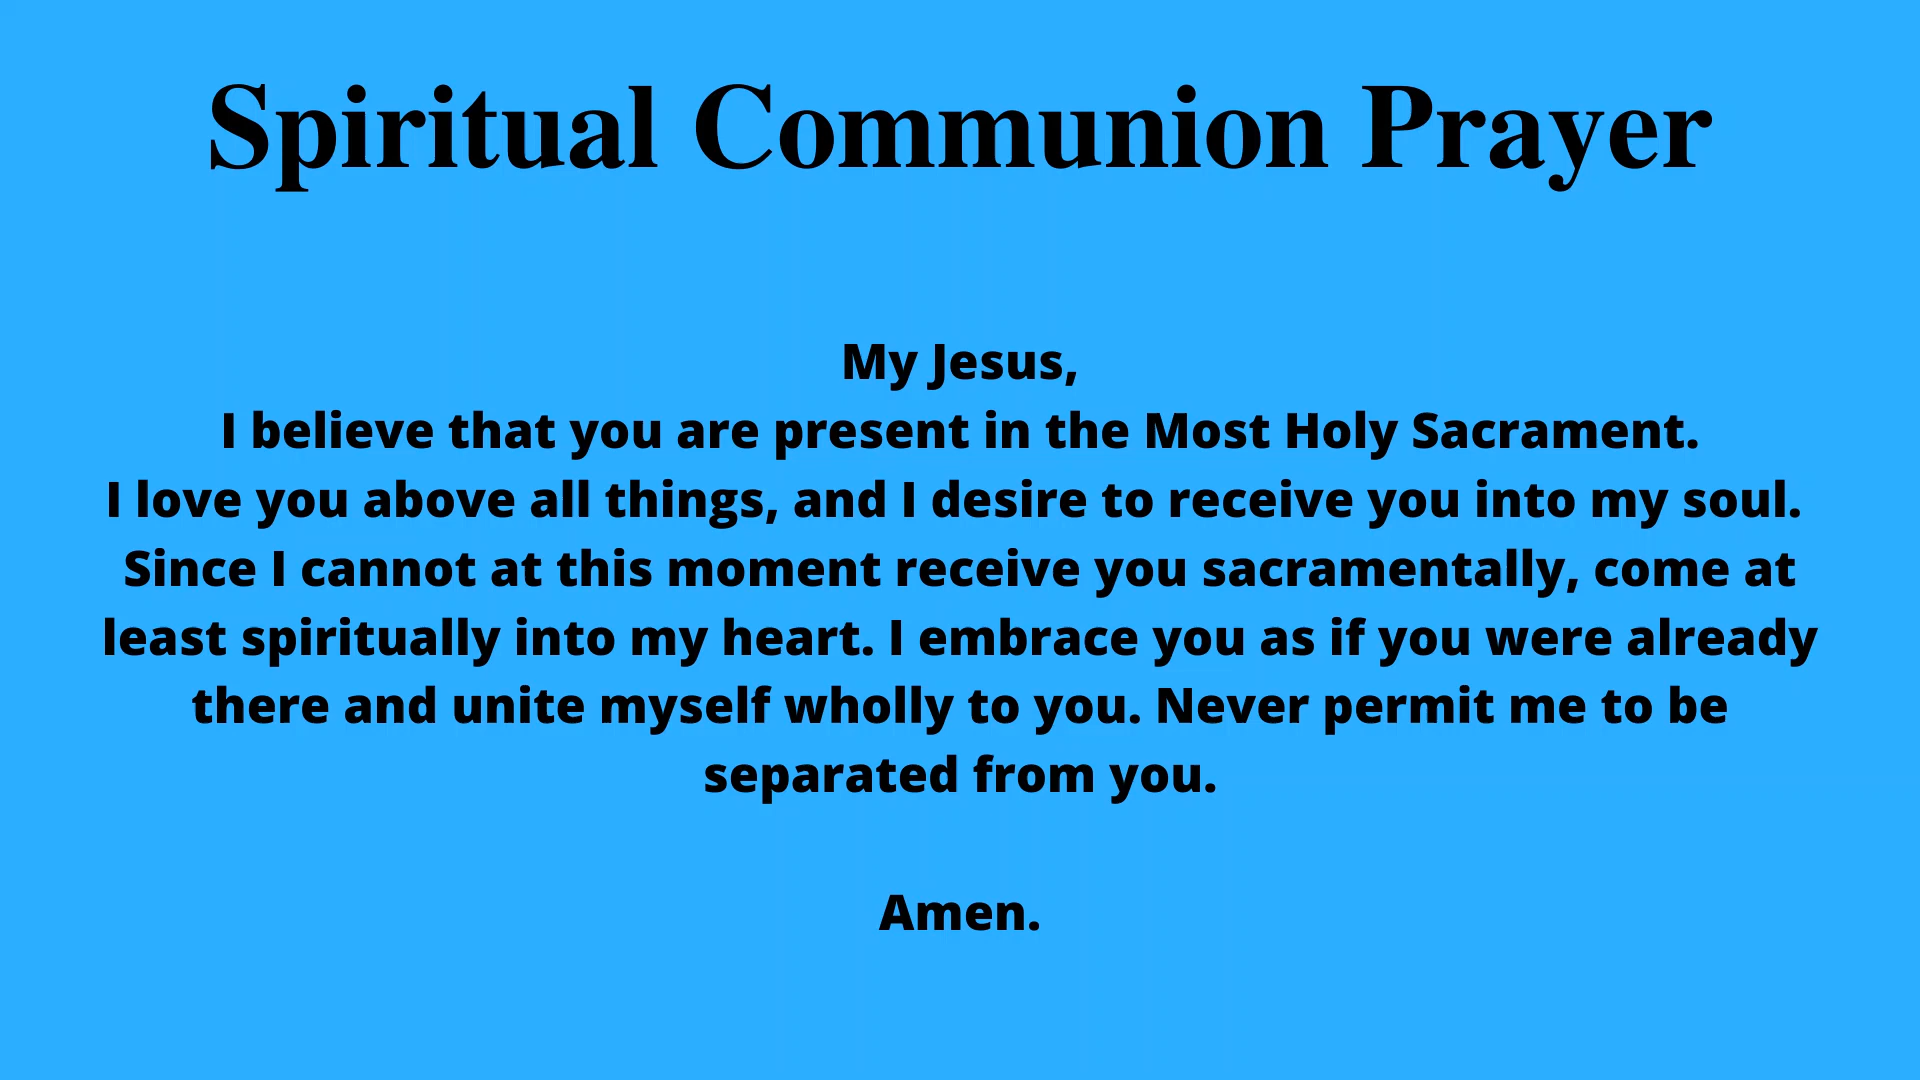 Spiritual Communion Prayer
My Jesus,
I believe that you are present in the Most Holy Sacrament.
I love you above all things, and I desire to receive you into my soul.
Since I cannot at this moment receive you sacramentally, come at
least spiritually into my heart. I embrace you as if you were already
there and unite myself wholly to you. Never permit me to be
separated from you.
Amen.